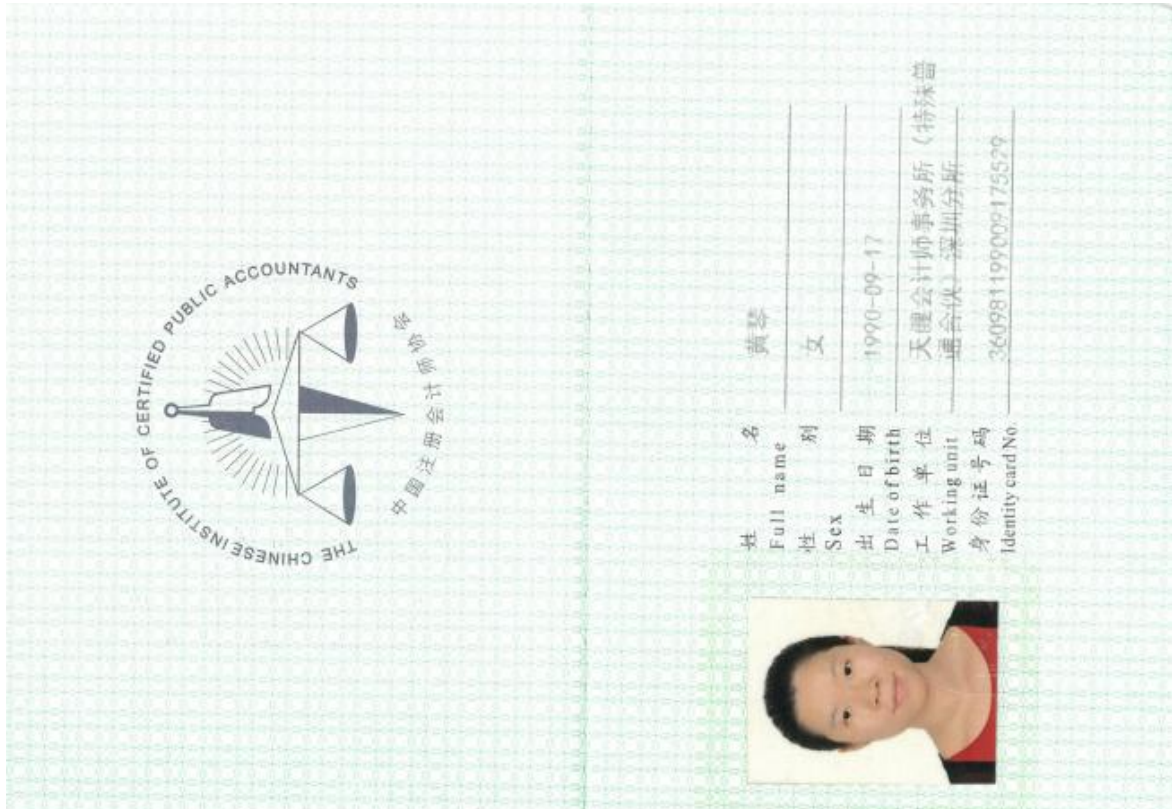 THE CHINESE INSTITUTE OF CERTIFIED PUBLIC ACCOUNTANTS
中国注册会计师协会
姓 名 黄琴
Full name
性 别 女
Sex
出生日期 1990-09-17
Date of birth
工作单位 天健会计师事务所（特殊普
Working unit 通合伙）深圳分所
身份证号码 360981199009175529
Identity card No.